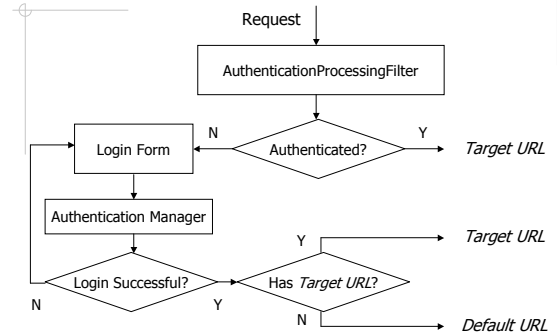 Request
AuthenticationProcessingFilter
Authenticated?
N
Y
Target URL
Login Form
Authentication Manager
Login Successful?
N
Y
Has Target URL?
Y
Target URL
N
Default URL